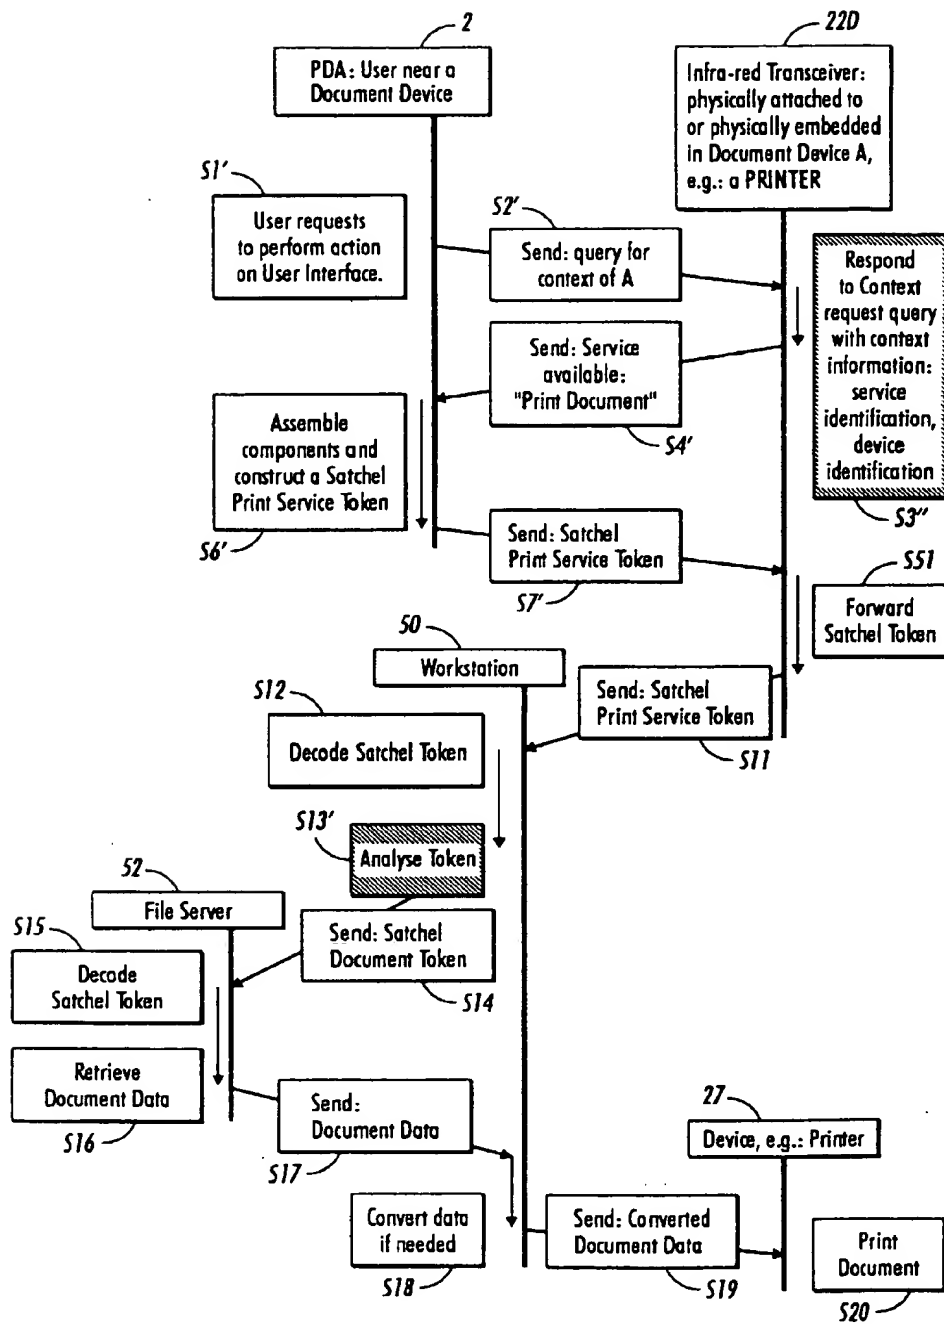 2
22D
PDA: User near a
Document Device
Infra-red Transceiver:
physically attached to
or physically embedded
in Document Device A,
e.g.: a PRINTER
S1'
User requests
to perform action
on User Interface.
S2'
Send: query for
context of A
Respond
to Context
request query
with context
information:
service
identification,
device
identification
S3''
Send: Service
available:
"Print Document"
S4'
Assemble
components and
construct a Satchel
Print Service Token
S6'
Send: Satchel
Print Service Token
S7'
S51
Forward
Satchel Token
50
Workstation
Send: Satchel
Print Service Token
S11
S12
Decode Satchel Token
S13'
Analyse Token
52
File Server
Send: Satchel
Document Token
S14
S15
Decode
Satchel Token
Retrieve
Document Data
S16
Send:
Document Data
S17
27
Device, e.g.: Printer
Convert data
if needed
S18
Send: Converted
Document Data
S19
Print
Document
S20